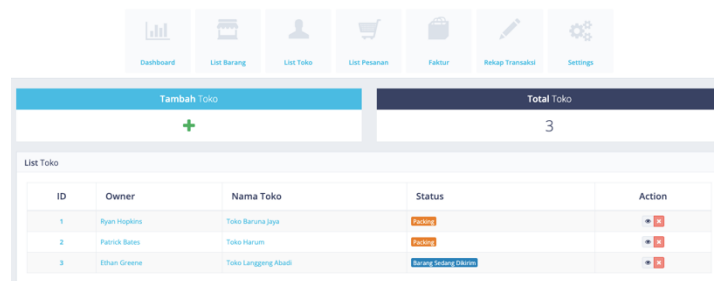 Dashboard List Barang List Toko List Pesanan Faktur Rekap Transaksi Settings
Tambah Toko Total Toko
3
List Toko
ID Owner Nama Toko Status Action
1 Ryan Hopkins Toko Baruna Jaya Packing
2 Patrick Bates Toko Harum Packing
3 Ethan Greene Toko Langgeng Abadi Barang Sedang Dikirim